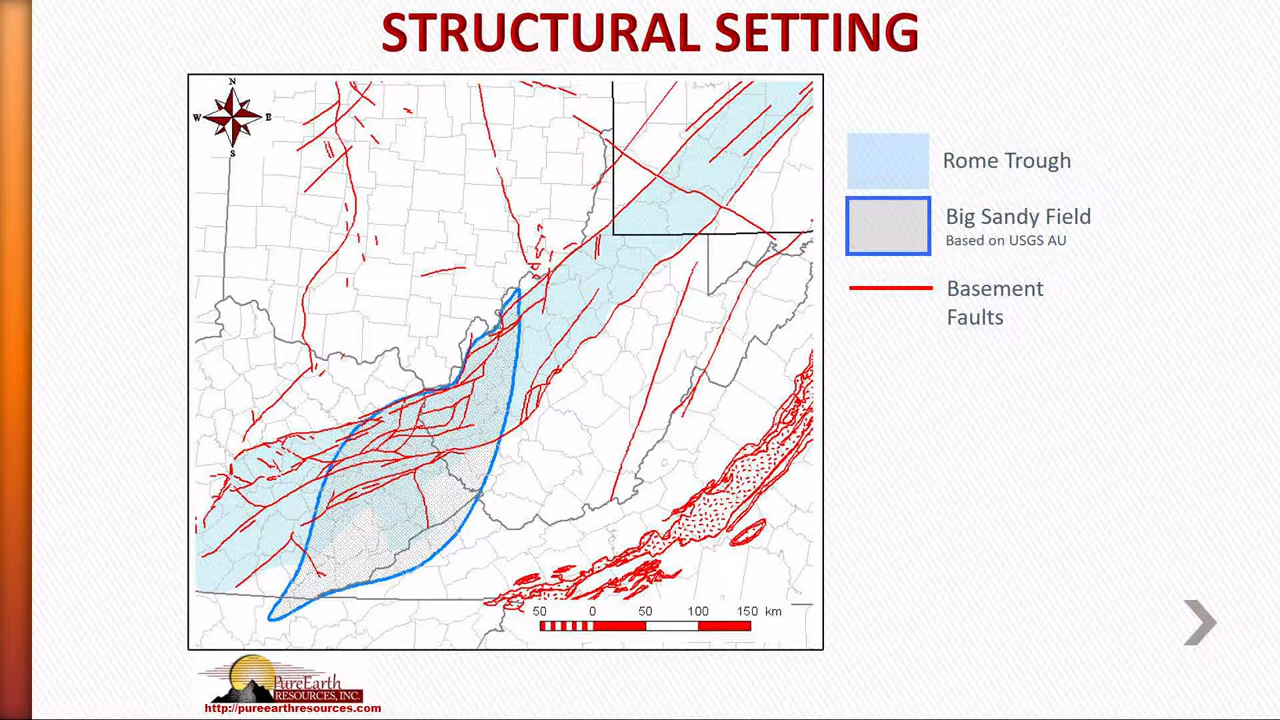 STRUCTURAL SETTING
N
W
E
S
Rome Trough
Big Sandy Field
Based on USGS AU
Basement
Faults
50 0 50 100 150 km
PureEarth
RESOURCES, INC.
http://pureearthresources.com